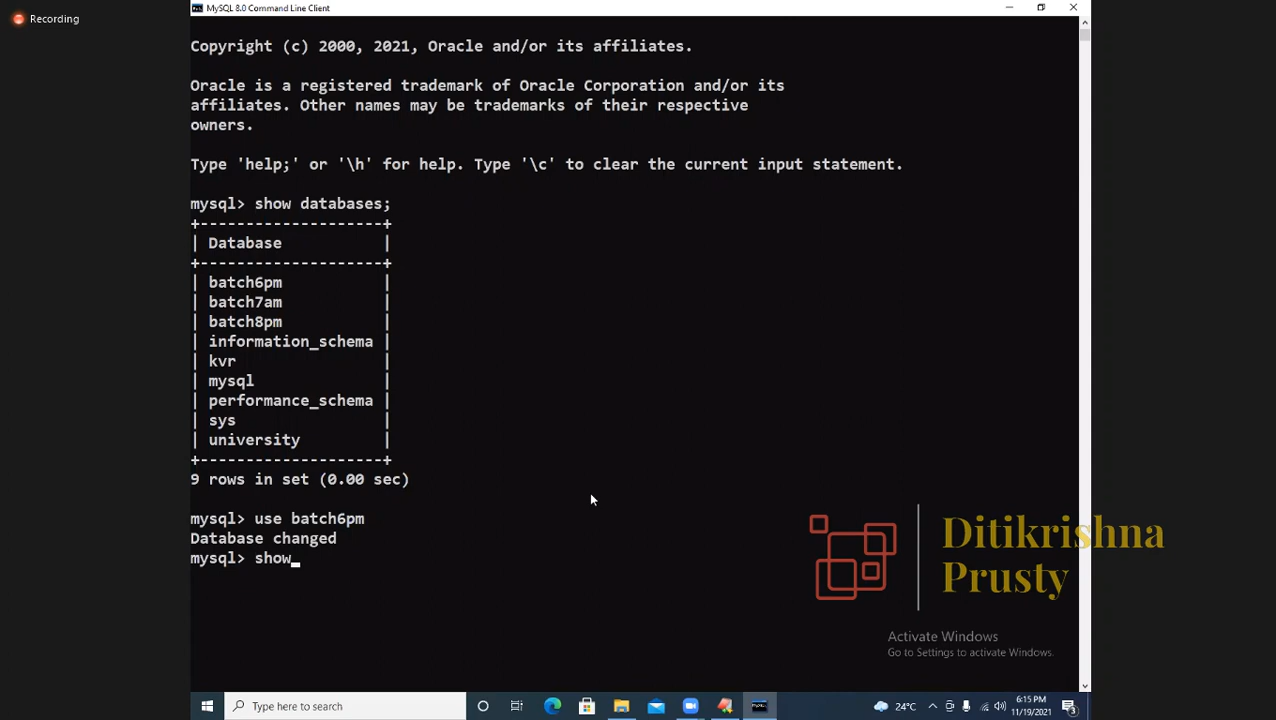 Recording
MySQL 8.0 Command Line Client
Copyright (c) 2000, 2021, Oracle and/or its affiliates.
Oracle is a registered trademark of Oracle Corporation and/or its
affiliates. Other names may be trademarks of their respective
owners.
Type 'help;' or '\h' for help. Type '\c' to clear the current input statement.
mysql> show databases;
+--------------------+
| Database           |
+--------------------+
| batch6pm           |
| batch7am           |
| batch8pm           |
| information_schema |
| kvr                |
| mysql              |
| performance_schema |
| sys                |
| university         |
+--------------------+
9 rows in set (0.00 sec)
mysql> use batch6pm
Database changed
mysql> show_
Ditikrishna
Prusty
Activate Windows
Go to Settings to activate Windows.
Type here to search
24°C
6:15 PM
11/19/2021
3